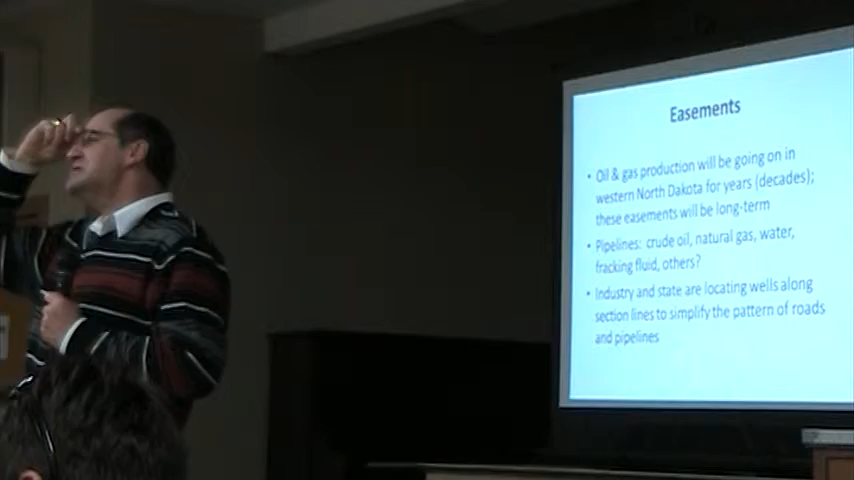 Easements
• Oil & gas production will be going on in
western North Dakota for years (decades);
these easements will be long-term
• Pipelines: crude oil, natural gas, water,
fracking fluid, others?
• Industry and state are locating wells along
section lines to simplify the pattern of roads
and pipelines